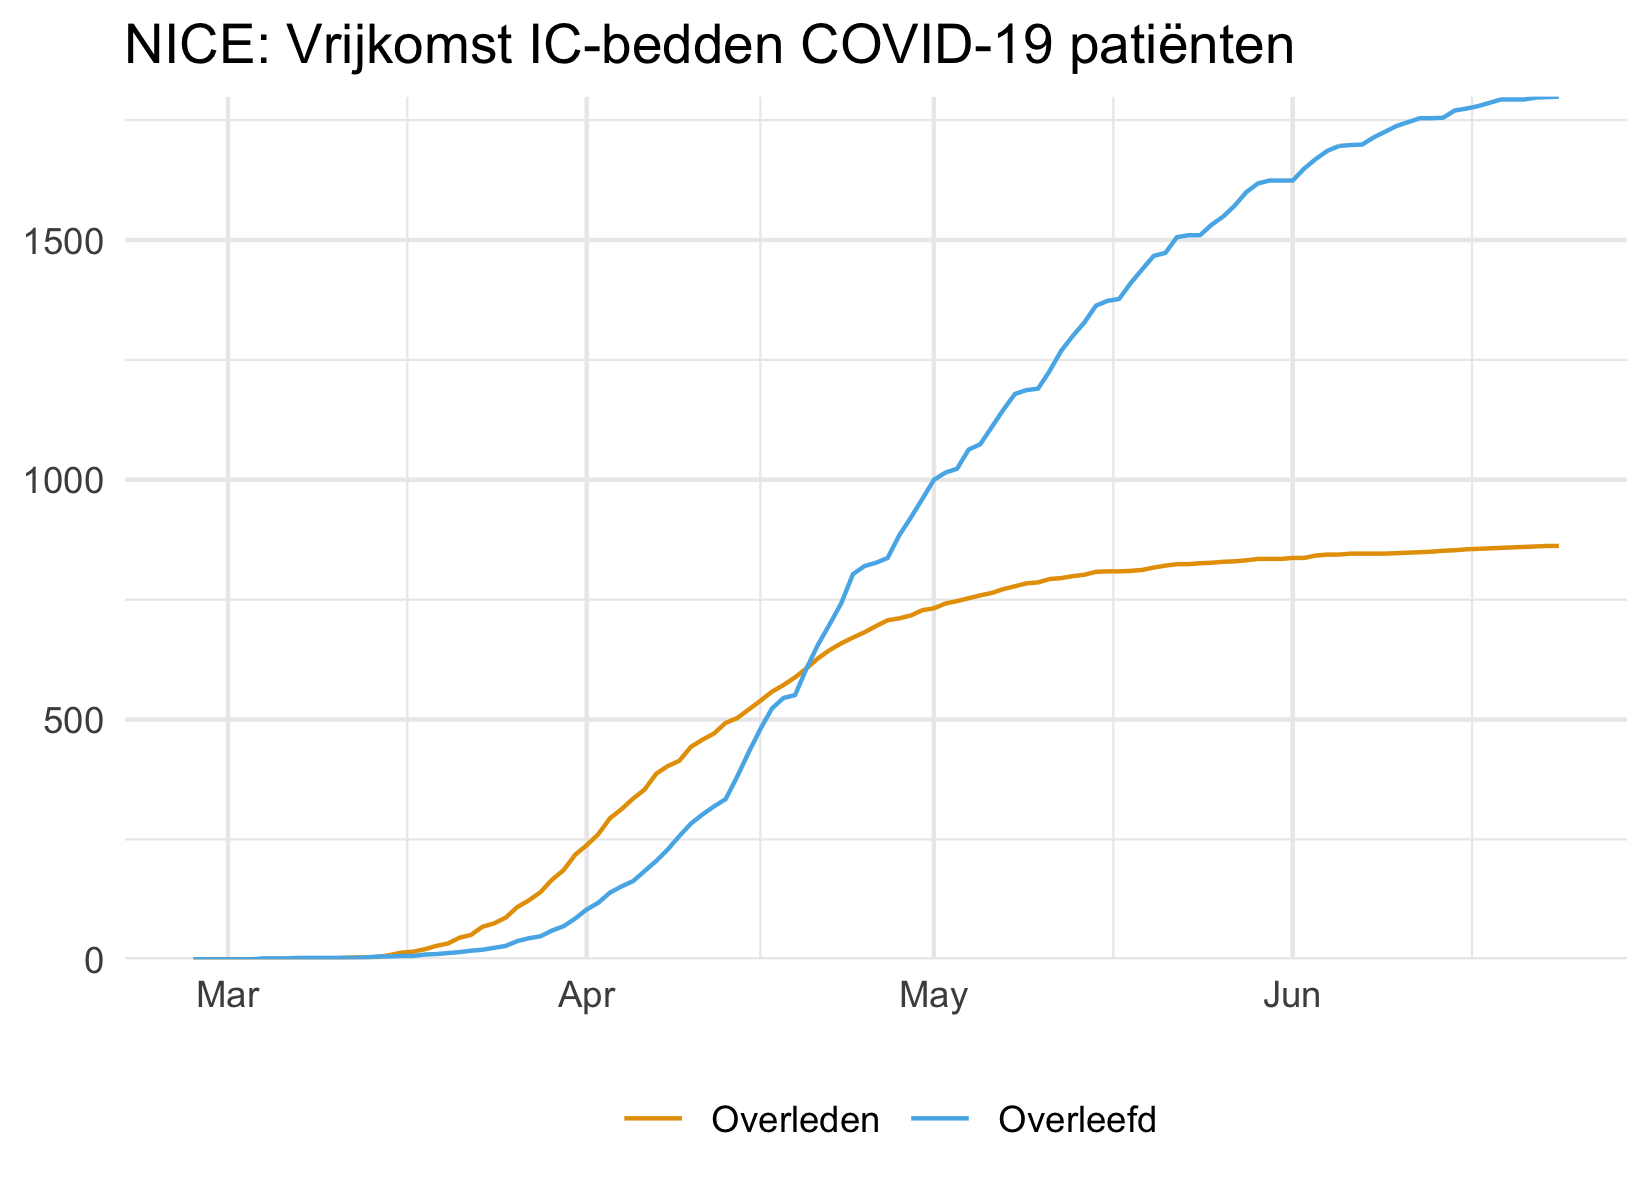 NICE: Vrijkomst IC-bedden COVID-19 patiënten
1500
1000
500
0
Mar Apr May Jun
Overleden Overleefd